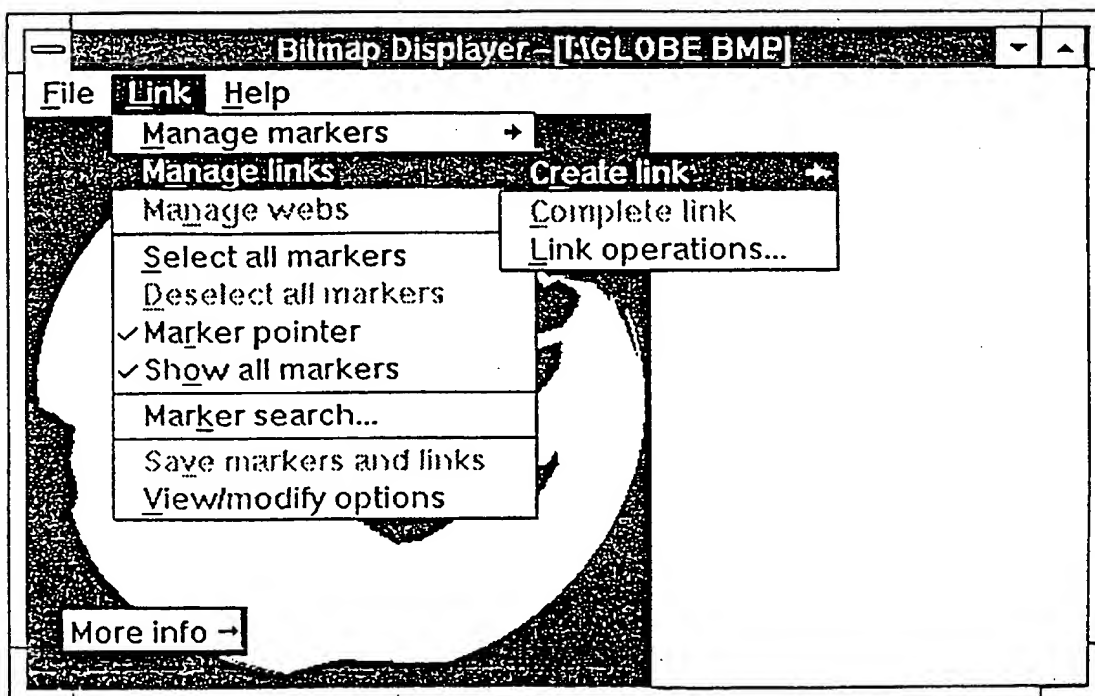 Bitmap Displayer -[I:\GLOBE.BMP]
File Link Help
Manage markers →
Manage links
Create link →
Manage webs
Complete link
Link operations...
Select all markers
Deselect all markers
✓ Marker pointer
✓ Show all markers
Marker search...
Save markers and links
View/modify options
More info →